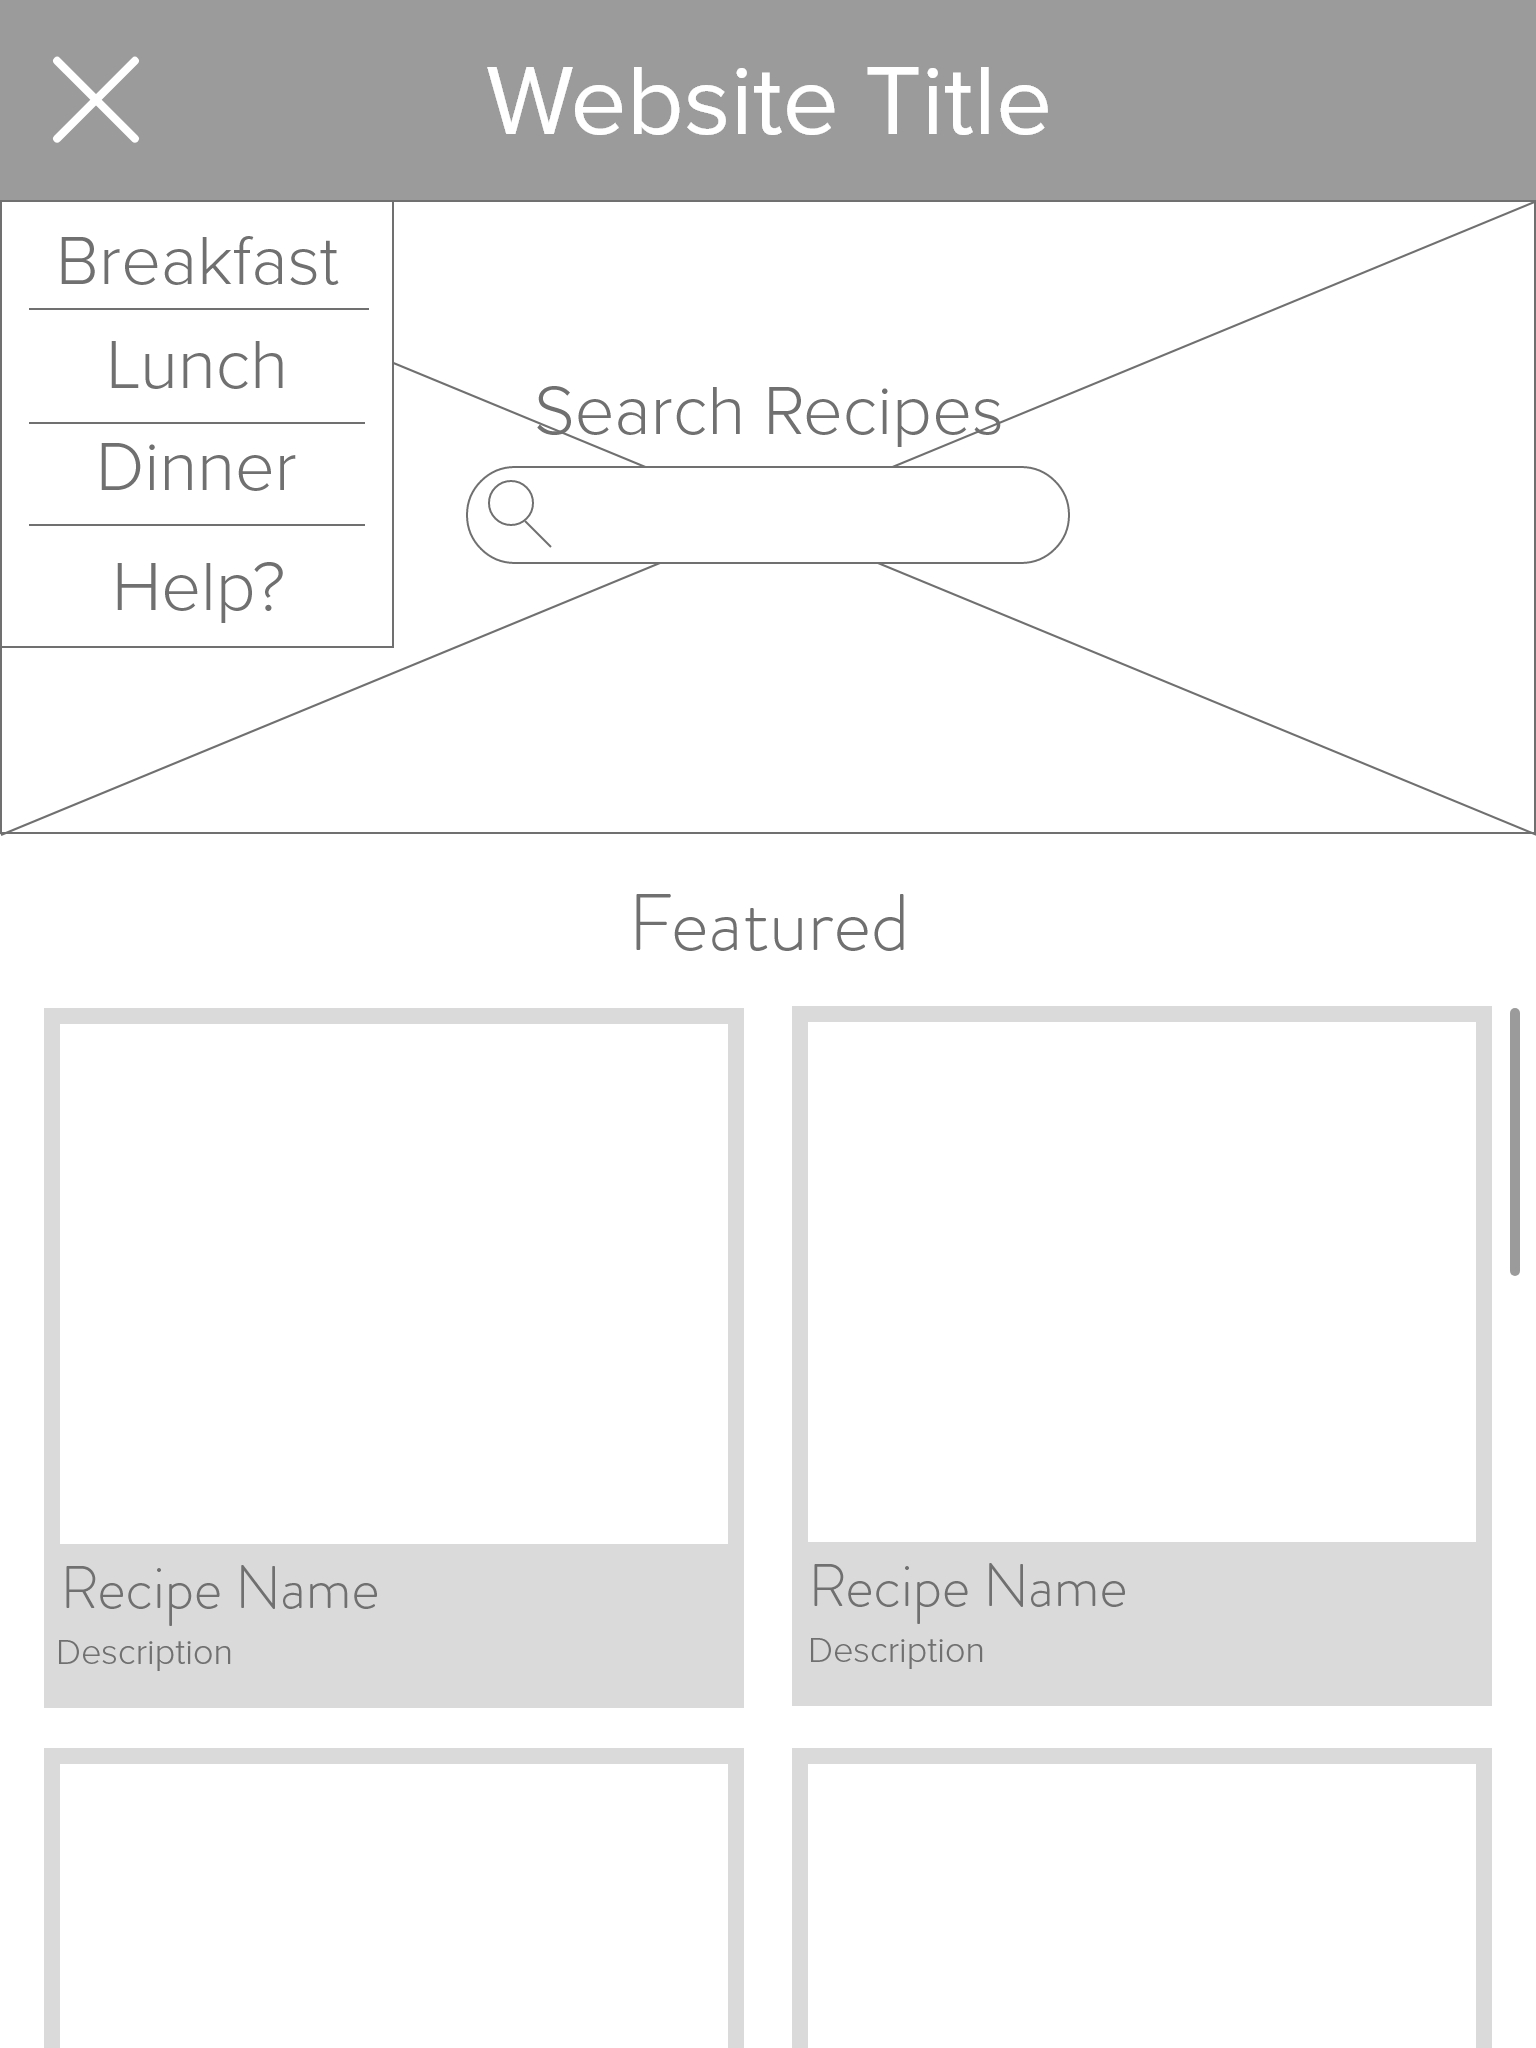 Website Title
Breakfast
Lunch
Dinner
Help?
Search Recipes
Featured
Recipe Name
Description
Recipe Name
Description